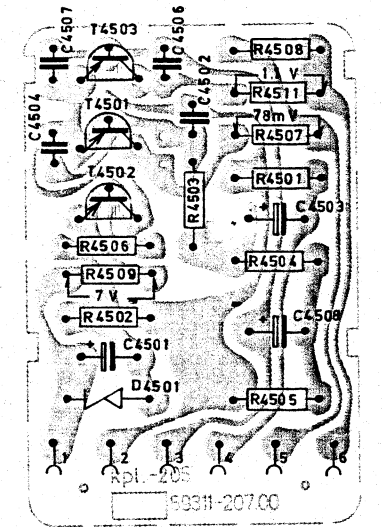 C4507
T4503
C4506
R4508
1.1 V
R4511
C4502
78mV
R4507
C4504
T4501
R4501
T4502
R4503
C4503
+
R4506
R4504
R4509
7 V
R4502
C4508
+
C4501
+
D4501
R4505
1 2 3 4 5 6
Rpl.-205
59311-207.00